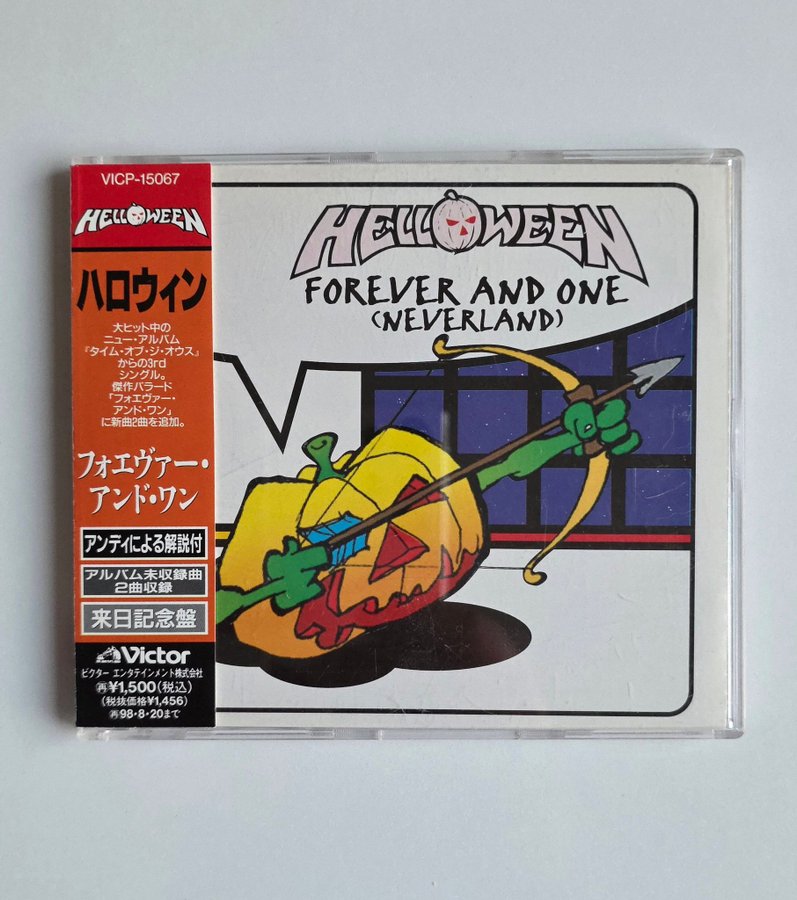 VICP-15067
HELLOWEEN
ハロウィン
大ヒット中の
ニュー・アルバム
『タイム・オブ・ジ・オウス』
からの3rd
シングル。
傑作バラード
「フォエヴァー・
アンド・ワン」
に新曲2曲を追加。
フォエヴァー・
アンド・ワン
アンディによる解説付
アルバム未収録曲
2曲収録
来日記念盤
Victor
ビクター エンタテインメント株式会社
再¥1,500(税込)
(税抜価格¥1,456)
再98・8・20まで
HELLOWEEN
FOREVER AND ONE
(NEVERLAND)